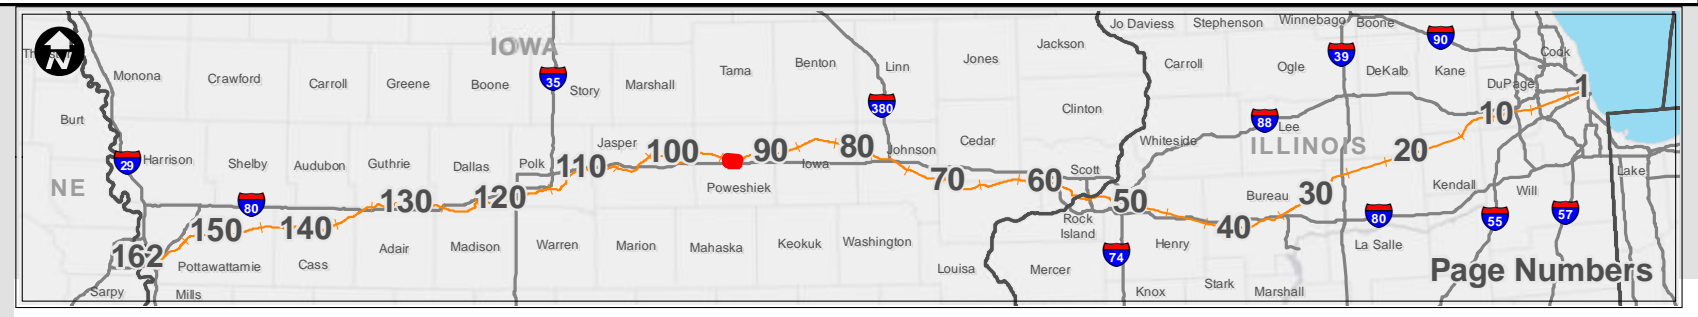 Jo Daviess Stephenson Winnebago Boone
IOWA
N
Jackson
90
39
Cook
Monona Crawford Carroll Greene Boone
35
Story Marshall Tama Benton Linn Jones
Carroll Ogle DeKalb Kane DuPage
1
380
Clinton
10
Burt
88
Lee
Whiteside
ILLINOIS
Jasper
100 90 80
Johnson
Cedar
20
29
Harrison Shelby Audubon Guthrie Dallas Polk
110
Iowa
Scott
Lake
NE
80
130 120
Poweshiek
70 60 50
Bureau
30
Kendall Will
162 150 140
Rock
Island
40
80
55
57
Adair Madison Warren Marion Mahaska Keokuk Washington
74
Henry
La Salle
Pottawattamie Cass
Louisa Mercer
Page Numbers
Sarpy Mills
Knox Stark Marshall